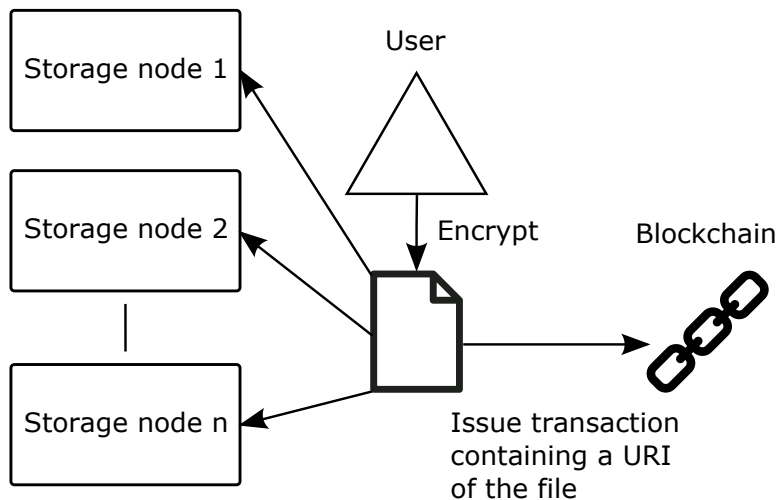 Storage node 1
User
Storage node 2
Encrypt
Blockchain
Storage node n
Issue transaction
containing a URI
of the file